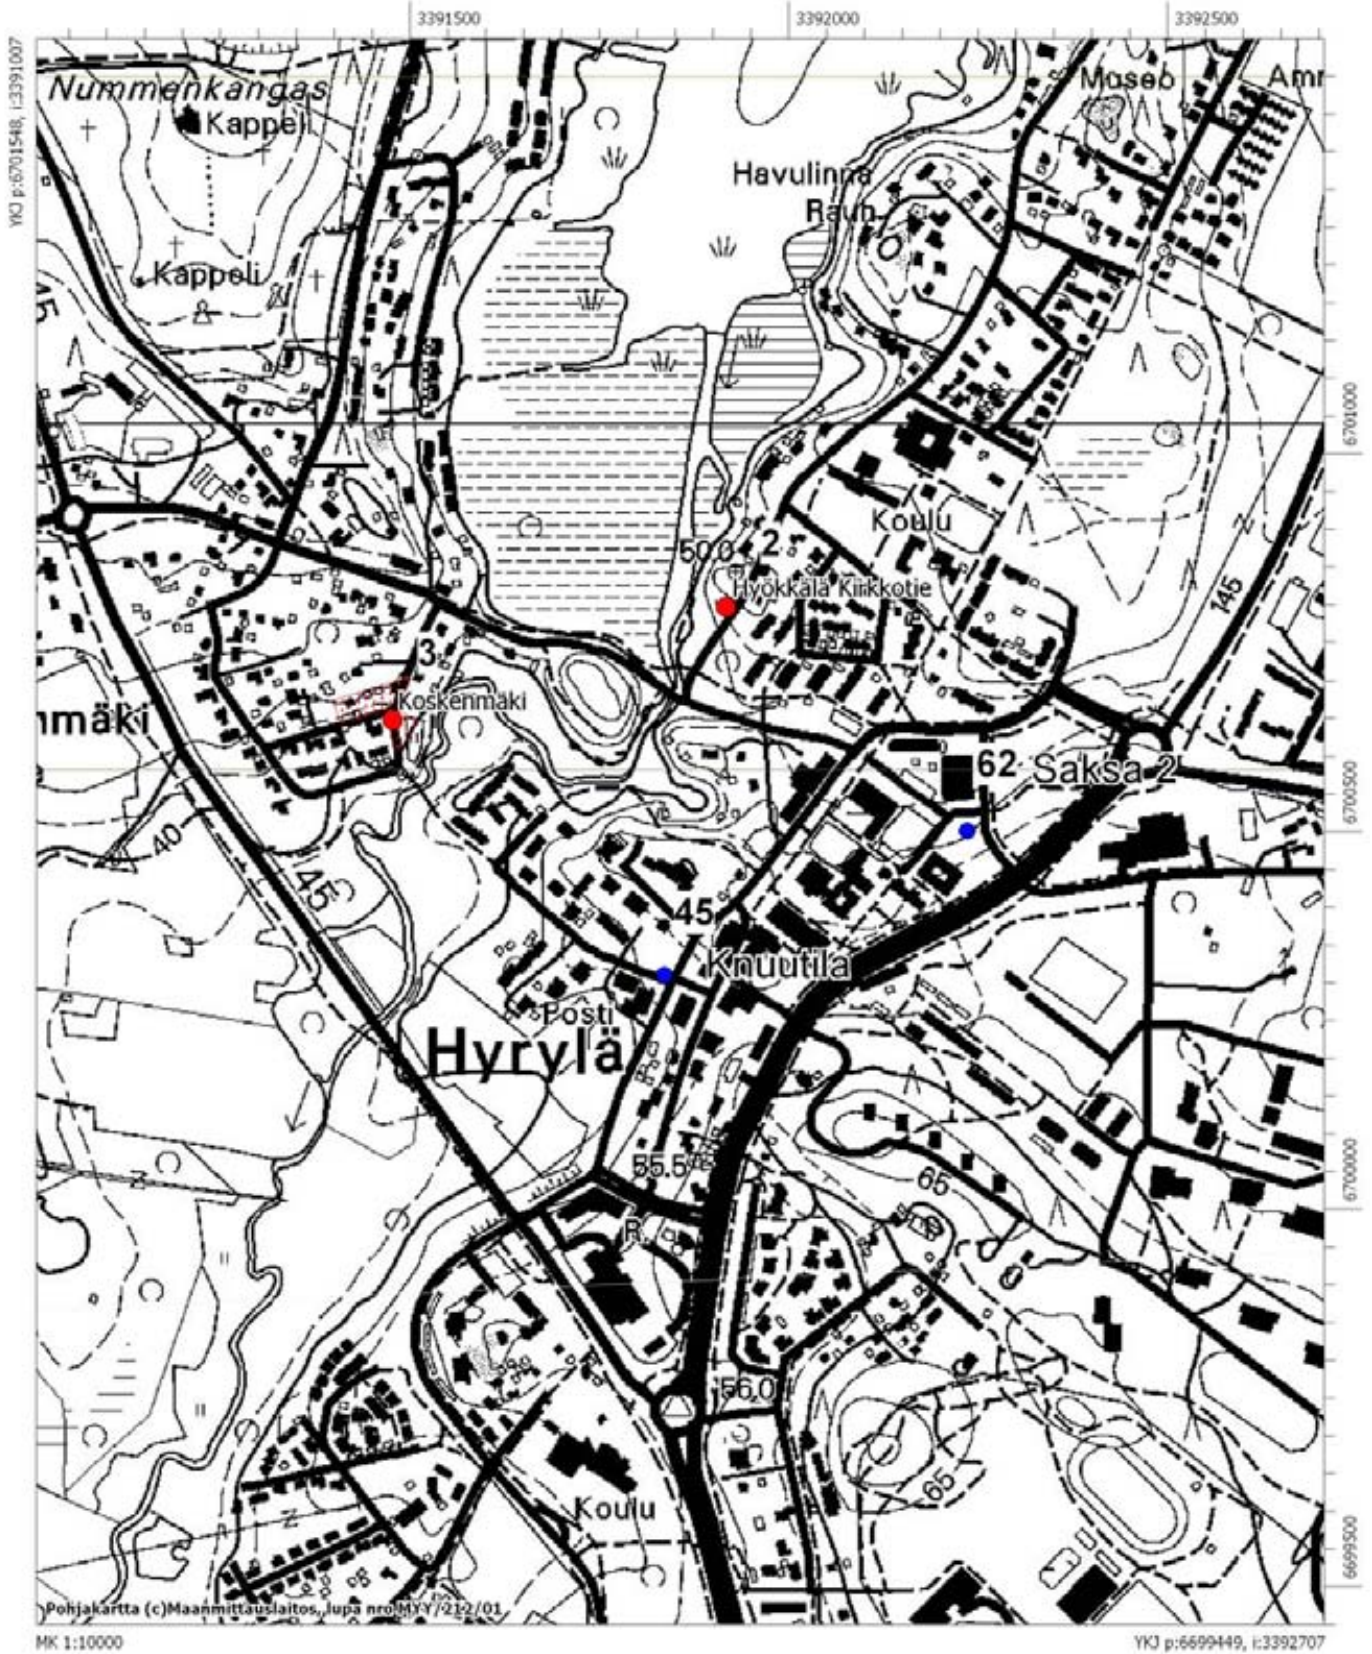 3391500
3392000
3392500
YKJ p:6701548, i:3391007
Nummenkangas
Kappeli
Museo
Amr
Havulinna
Rauh
Kappeli
45
6701000
Koulu
50.0
2
Hyökkälä Kirkkotie
145
3
Koskenmäki
nmäki
62
Saksa 2
6700500
40
45
45
Knuutila
Posti
Hyrylä
55.5
65
6700000
R.
56.0
65
Koulu
6699500
Pohjakartta (c)Maanmittauslaitos, lupa nro MYY/212/01
MK 1:10000
YKJ p:6699449, i:3392707